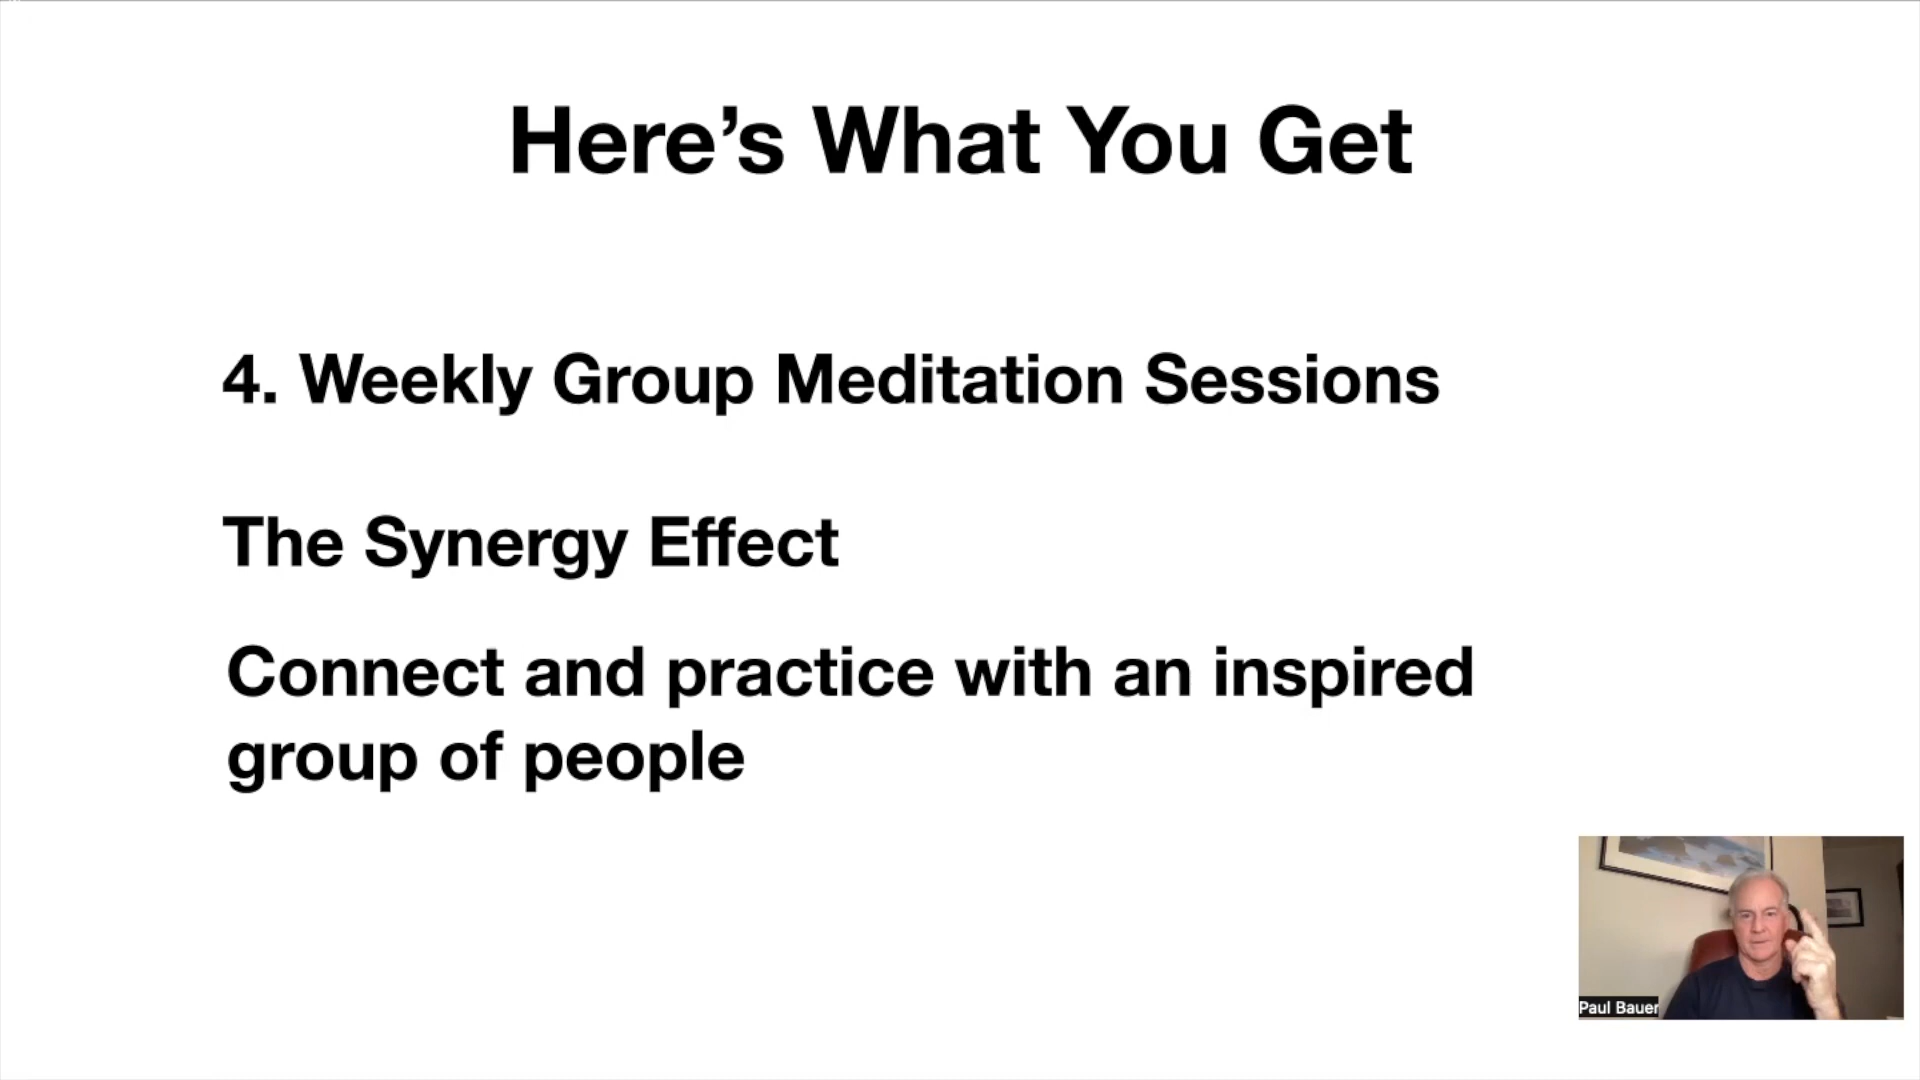 Here’s What You Get
4. Weekly Group Meditation Sessions
The Synergy Effect
Connect and practice with an inspired
group of people
Paul Bauer